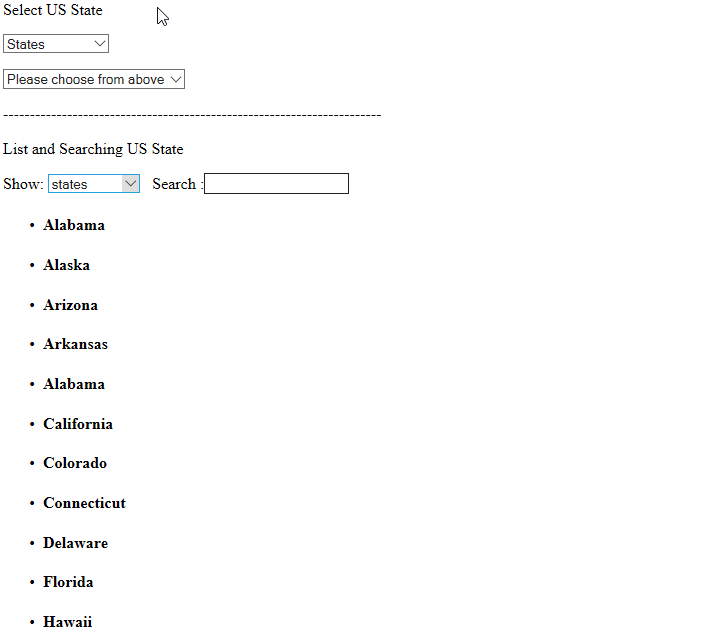 Select US State
States
Please choose from above
----------------------------------------------------------------------
List and Searching US State
Show: states Search :
• Alabama
• Alaska
• Arizona
• Arkansas
• Alabama
• California
• Colorado
• Connecticut
• Delaware
• Florida
• Hawaii